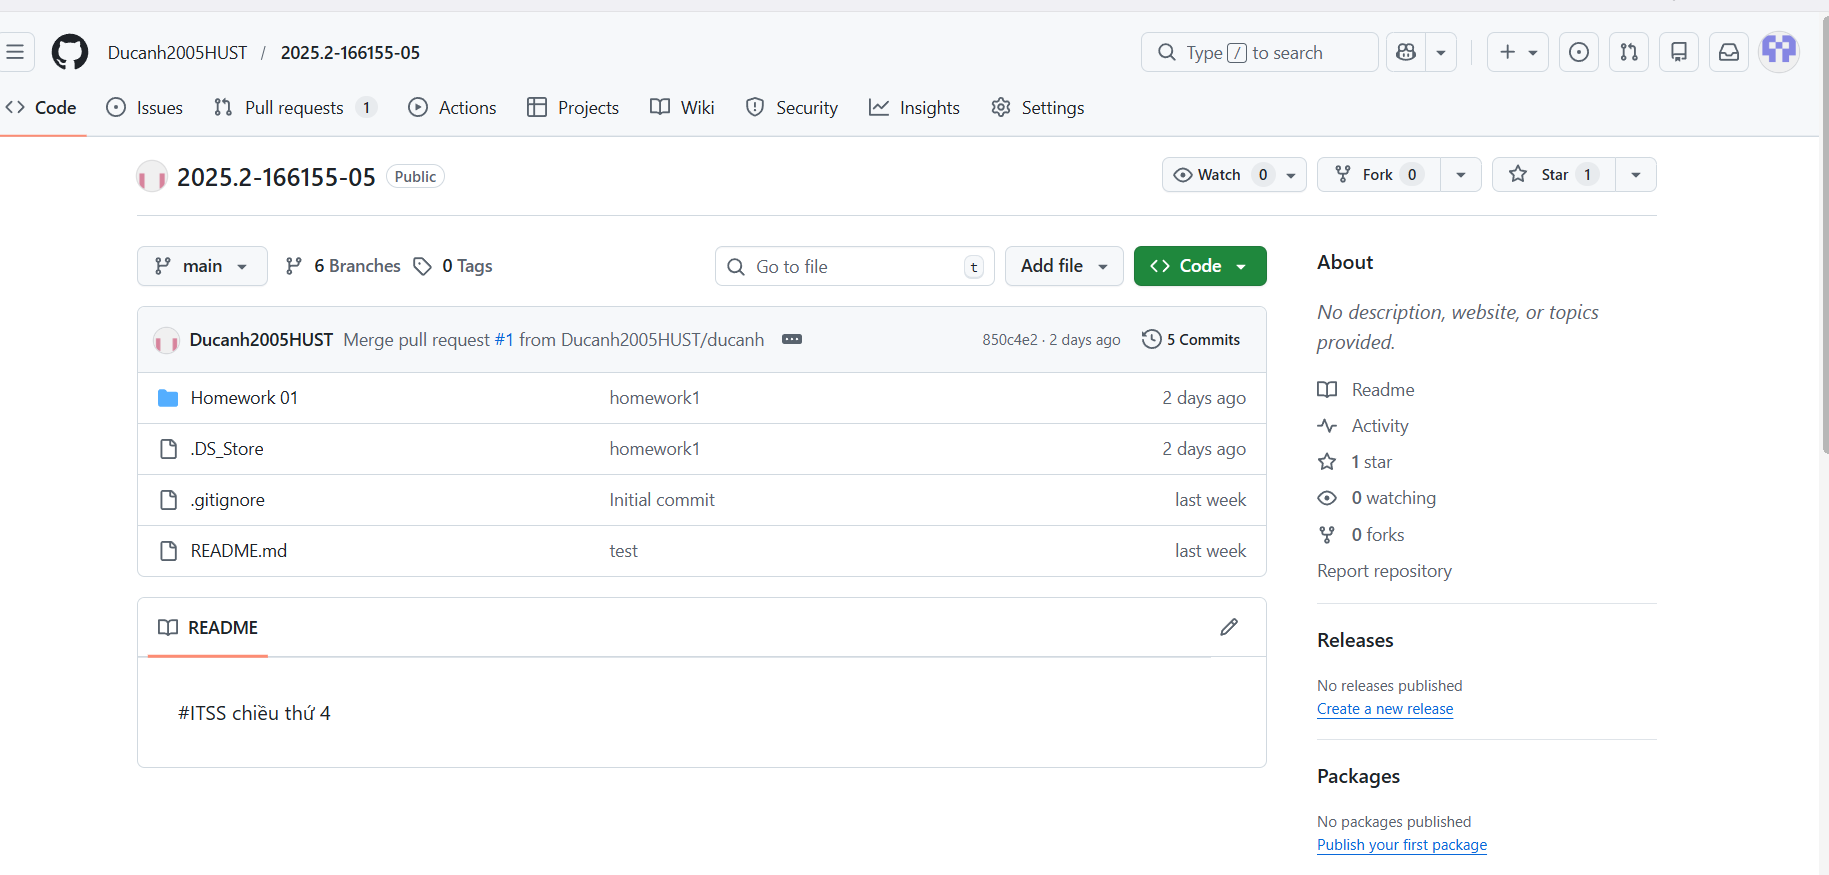 Ducanh2005HUST / 2025.2-166155-05
Type / to search
Code Issues Pull requests 1 Actions Projects Wiki Security Insights Settings
2025.2-166155-05 Public
Watch 0 Fork 0 Star 1
main 6 Branches 0 Tags Go to file t Add file Code
Ducanh2005HUST Merge pull request #1 from Ducanh2005HUST/ducanh 850c4e2 · 2 days ago 5 Commits
Homework 01 homework1 2 days ago
.DS_Store homework1 2 days ago
.gitignore Initial commit last week
README.md test last week
README
#ITSS chiều thứ 4
About
No description, website, or topics
provided.
Readme
Activity
1 star
0 watching
0 forks
Report repository
Releases
No releases published
Create a new release
Packages
No packages published
Publish your first package